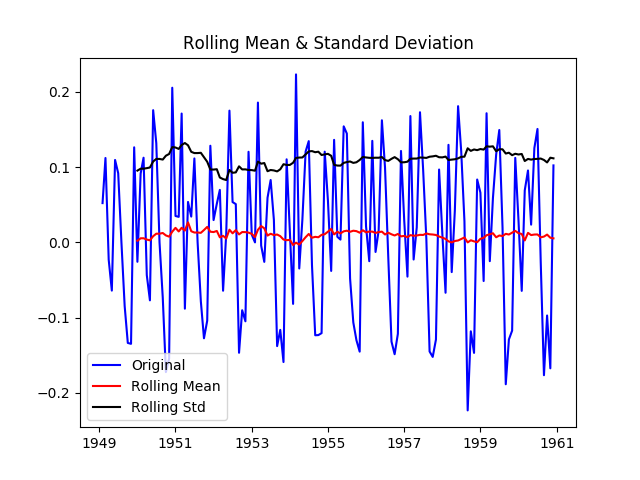 Rolling Mean & Standard Deviation
0.2
0.1
0.0
−0.1
−0.2
Original
Rolling Mean
Rolling Std
1949 1951 1953 1955 1957 1959 1961